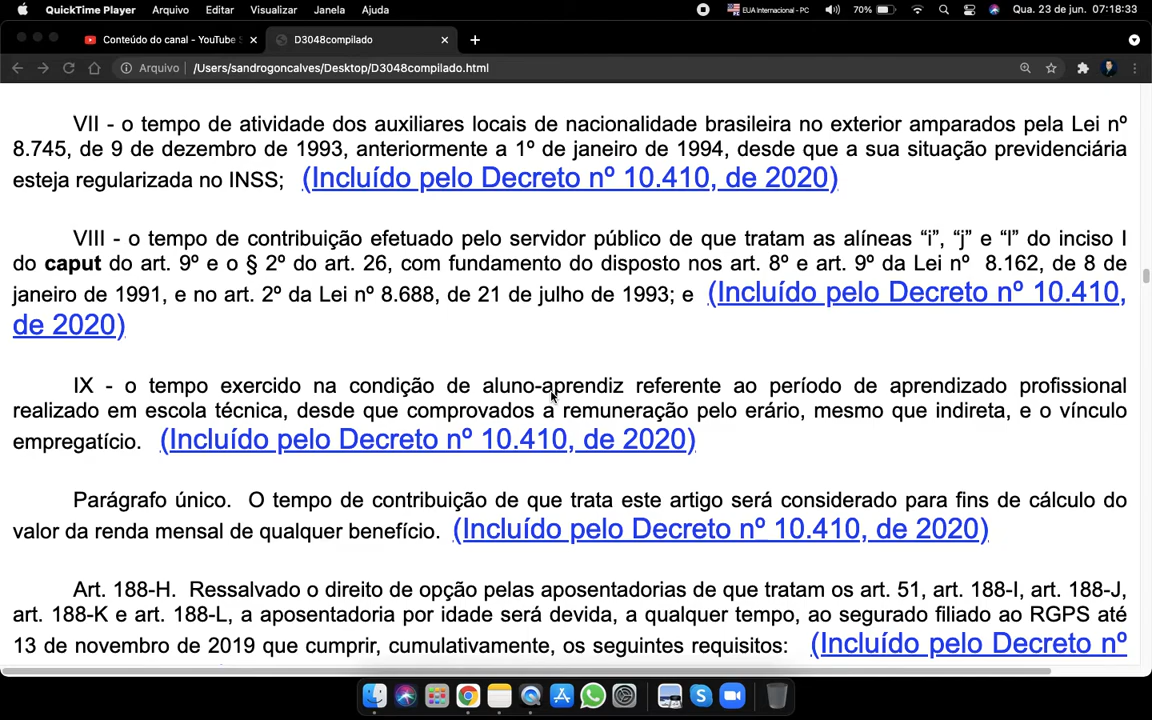 QuickTime Player Arquivo Editar Visualizar Janela Ajuda EUA Internacional - PC 70% Qua. 23 de jun. 07:18:33
Conteúdo do canal - YouTube D3048compilado
Arquivo /Users/sandrogoncalves/Desktop/D3048compilado.html
VII - o tempo de atividade dos auxiliares locais de nacionalidade brasileira no exterior amparados pela Lei nº
8.745, de 9 de dezembro de 1993, anteriormente a 1º de janeiro de 1994, desde que a sua situação previdenciária
esteja regularizada no INSS; (Incluído pelo Decreto nº 10.410, de 2020)
VIII - o tempo de contribuição efetuado pelo servidor público de que tratam as alíneas “i”, “j” e “l” do inciso I
do caput do art. 9º e o § 2º do art. 26, com fundamento do disposto nos art. 8º e art. 9º da Lei nº 8.162, de 8 de
janeiro de 1991, e no art. 2º da Lei nº 8.688, de 21 de julho de 1993; e (Incluído pelo Decreto nº 10.410,
de 2020)
IX - o tempo exercido na condição de aluno-aprendiz referente ao período de aprendizado profissional
realizado em escola técnica, desde que comprovados a remuneração pelo erário, mesmo que indireta, e o vínculo
empregatício. (Incluído pelo Decreto nº 10.410, de 2020)
Parágrafo único. O tempo de contribuição de que trata este artigo será considerado para fins de cálculo do
valor da renda mensal de qualquer benefício. (Incluído pelo Decreto nº 10.410, de 2020)
Art. 188-H. Ressalvado o direito de opção pelas aposentadorias de que tratam os art. 51, art. 188-I, art. 188-J,
art. 188-K e art. 188-L, a aposentadoria por idade será devida, a qualquer tempo, ao segurado filiado ao RGPS até
13 de novembro de 2019 que cumprir, cumulativamente, os seguintes requisitos: (Incluído pelo Decreto nº